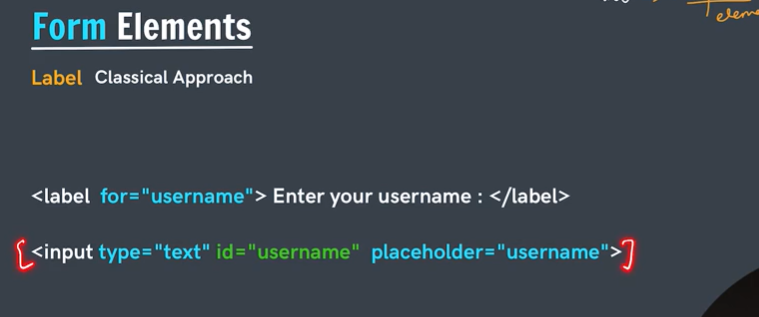 Form Elements
Label Classical Approach
<label for="username"> Enter your username : </label>
<input type="text" id="username" placeholder="username">